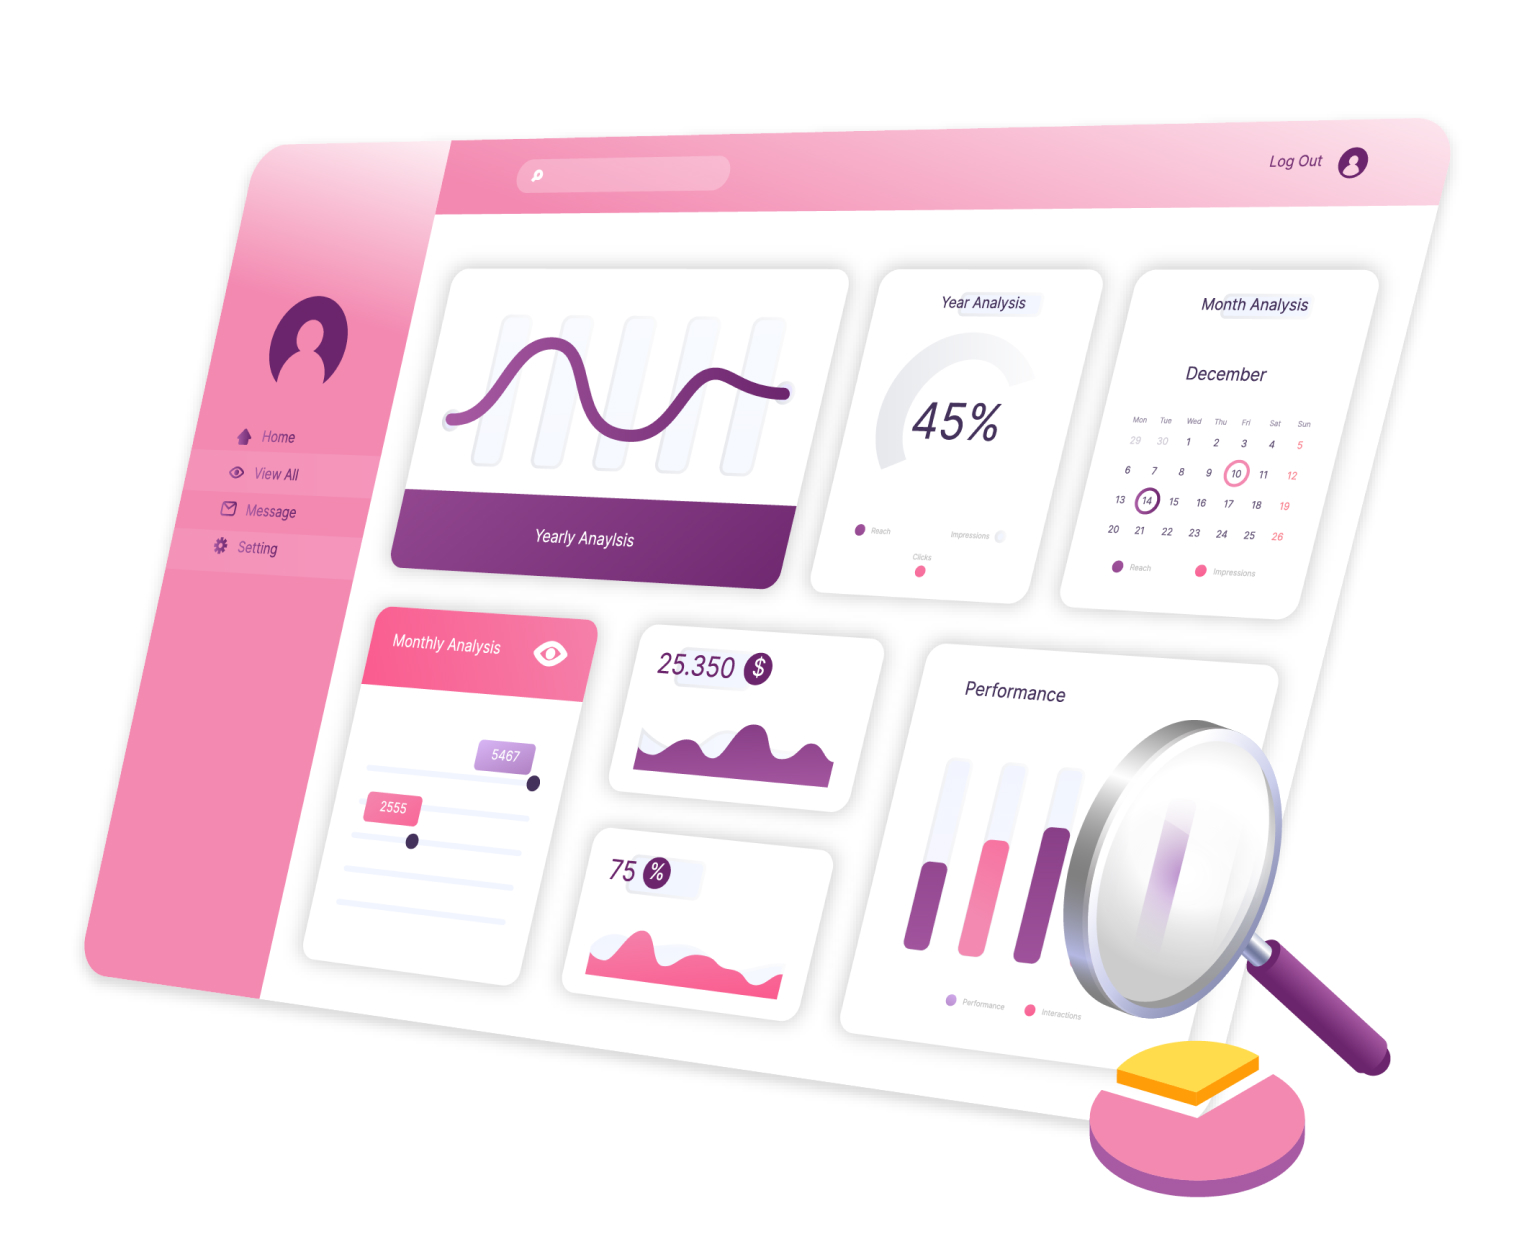 Log Out
Home
View All
Message
Setting
Yearly Anaylsis
Year Analysis
45%
Reach
Impressions
Clicks
Month Analysis
December
Mon Tue Wed Thu Fri Sat Sun
29 30 1 2 3 4 5
6 7 8 9 10 11 12
13 14 15 16 17 18 19
20 21 22 23 24 25 26
Reach Impressions
Monthly Analysis
5467
2555
25.350 $
75 %
Performance
Performance Interactions